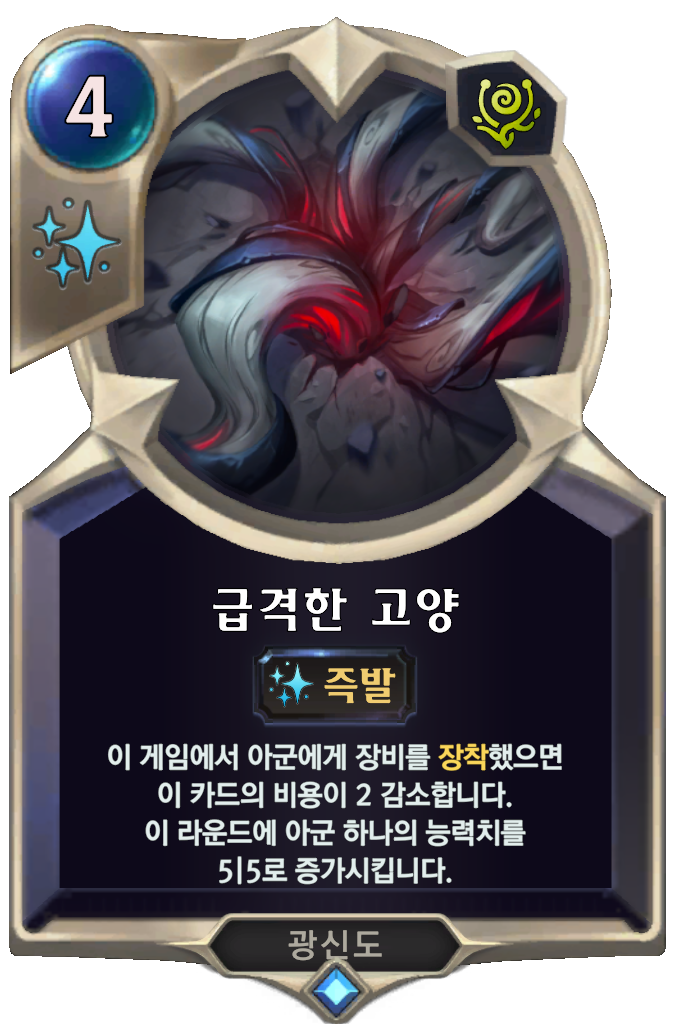 4
급격한 고양
즉발
이 게임에서 아군에게 장비를 장착했으면
이 카드의 비용이 2 감소합니다.
이 라운드에 아군 하나의 능력치를
5|5로 증가시킵니다.
광신도